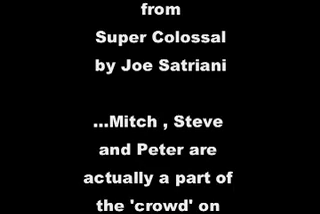 from
Super Colossal
by Joe Satriani
...Mitch , Steve
and Peter are
actually a part of
the 'crowd' on